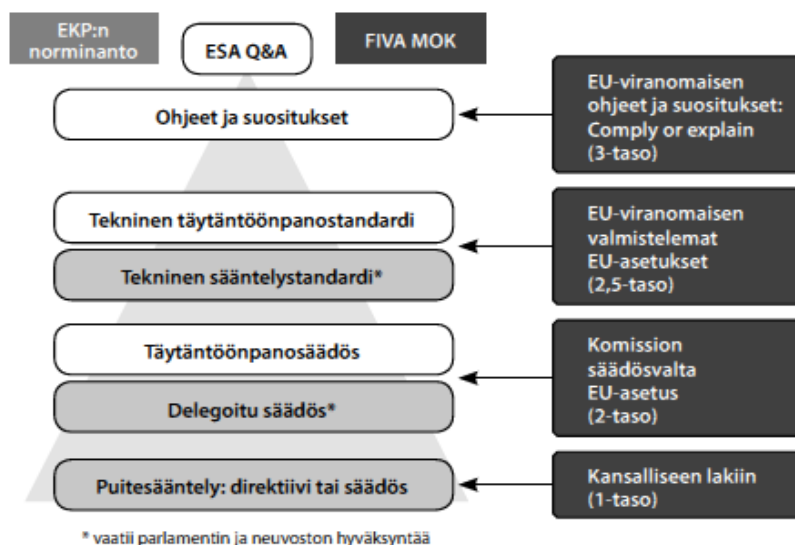 EKP:n
norminanto
ESA Q&A
FIVA MOK
Ohjeet ja suositukset
EU-viranomaisen
ohjeet ja suositukset:
Comply or explain
(3-taso)
Tekninen täytäntöönpanostandardi
Tekninen sääntelystandardi*
EU-viranomaisen
valmistelemat
EU-asetukset
(2,5-taso)
Täytäntöönpanosäädös
Delegoitu säädös*
Komission
säädösvalta
EU-asetus
(2-taso)
Puitesääntely: direktiivi tai säädös
Kansalliseen lakiin
(1-taso)
* vaatii parlamentin ja neuvoston hyväksyntää